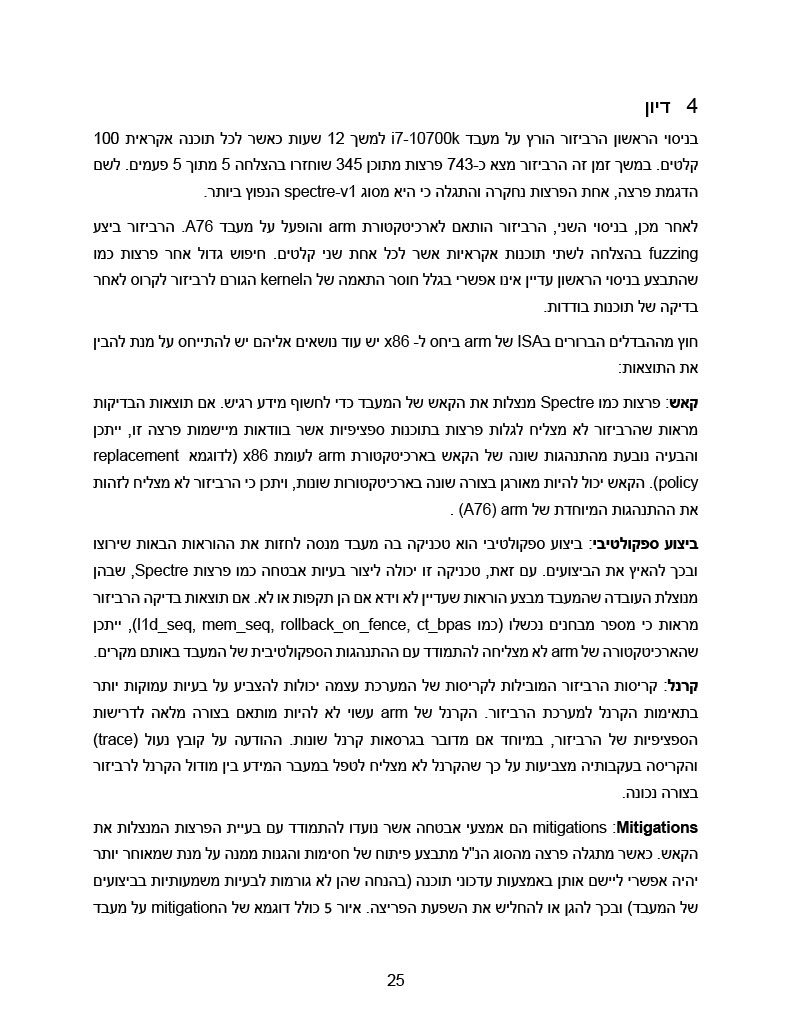 4 דיון
בניסוי הראשון הרביזור הורץ על מעבד i7-10700k למשך 12 שעות כאשר לכל תוכנה אקראית 100
קלטים. במשך זמן זה הרביזור מצא כ-743 פרצות מתוכן 345 שוחזרו בהצלחה 5 מתוך 5 פעמים. לשם
הדגמת פרצה, אחת הפרצות נחקרה והתגלה כי היא מסוג spectre-v1 הנפוץ ביותר.
לאחר מכן, בניסוי השני, הרביזור הותאם לארכיטקטורת arm והופעל על מעבד A76. הרביזור ביצע
fuzzing בהצלחה לשתי תוכנות אקראיות אשר לכל אחת שני קלטים. חיפוש גדול אחר פרצות כמו
שהתבצע בניסוי הראשון עדיין אינו אפשרי בגלל חוסר התאמה של הkernel הגורם לרביזור לקרוס לאחר
בדיקה של תוכנות בודדות.
חוץ מההבדלים הברורים בISA של arm ביחס ל- x86 יש עוד נושאים אליהם יש להתייחס על מנת להבין
את התוצאות:
קאש: פרצות כמו Spectre מנצלות את הקאש של המעבד כדי לחשוף מידע רגיש. אם תוצאות הבדיקות
מראות שהרביזור לא מצליח לגלות פרצות בתוכנות ספציפיות אשר בוודאות מיישמות פרצה זו, ייתכן
והבעיה נובעת מהתנהגות שונה של הקאש בארכיטקטורת arm לעומת x86 (לדוגמא replacement
policy). הקאש יכול להיות מאורגן בצורה שונה בארכיטקטורות שונות, ויתכן כי הרביזור לא מצליח לזהות
את ההתנהגות המיוחדת של arm (A76) .
ביצוע ספקולטיבי: ביצוע ספקולטיבי הוא טכניקה בה מעבד מנסה לחזות את ההוראות הבאות שירוצו
ובכך להאיץ את הביצועים. עם זאת, טכניקה זו יכולה ליצור בעיות אבטחה כמו פרצות Spectre, שבהן
מנוצלת העובדה שהמעבד מבצע הוראות שעדיין לא וידא אם הן תקפות או לא. אם תוצאות בדיקה הרביזור
מראות כי מספר מבחנים נכשלו (כמו l1d_seq, mem_seq, rollback_on_fence, ct_bpas), ייתכן
שהארכיטקטורה של arm לא מצליחה להתמודד עם ההתנהגות הספקולטיבית של המעבד באותם מקרים.
קרנל: קריסות הרביזור המובילות לקריסות של המערכת עצמה יכולות להצביע על בעיות עמוקות יותר
בתאימות הקרנל למערכת הרביזור. הקרנל של arm עשוי לא להיות מותאם בצורה מלאה לדרישות
הספציפיות של הרביזור, במיוחד אם מדובר בגרסאות קרנל שונות. ההודעה על קובץ נעול (trace)
והקריסה בעקבותיה מצביעות על כך שהקרנל לא מצליח לטפל במעבר המידע בין מודול הקרנל לרביזור
בצורה נכונה.
Mitigations: mitigations הם אמצעי אבטחה אשר נועדו להתמודד עם בעיית הפרצות המנצלות את
הקאש. כאשר מתגלה פרצה מהסוג הנ"ל מתבצע פיתוח של חסימות והגנות ממנה על מנת שמאוחר יותר
יהיה אפשרי ליישם אותן באמצעות עדכוני תוכנה (בהנחה שהן לא גורמות לבעיות משמעותיות בביצועים
של המעבד) ובכך להגן או להחליש את השפעת הפריצה. איור 5 כולל דוגמא של הmitigation על מעבד
25